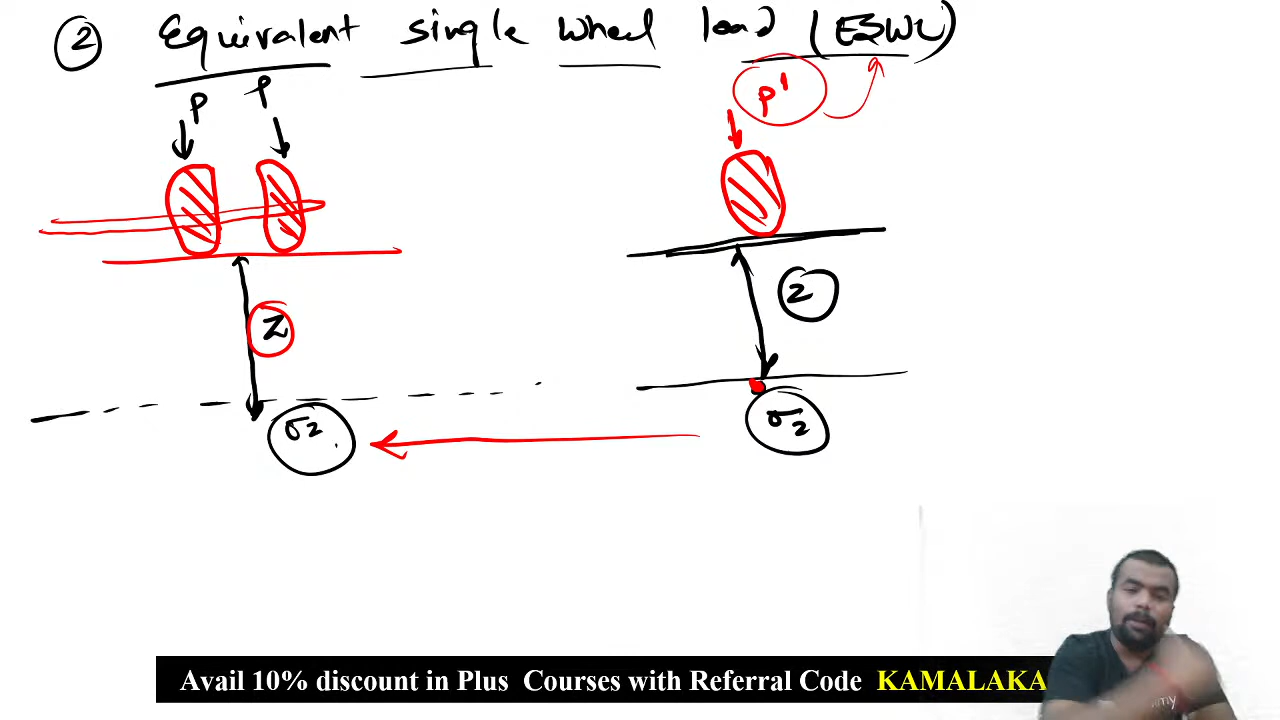 2 Equivalent single wheel load (ESWL)
P P
P'
Z
z
σz
σz
Avail 10% discount in Plus Courses with Referral Code KAMALAKA